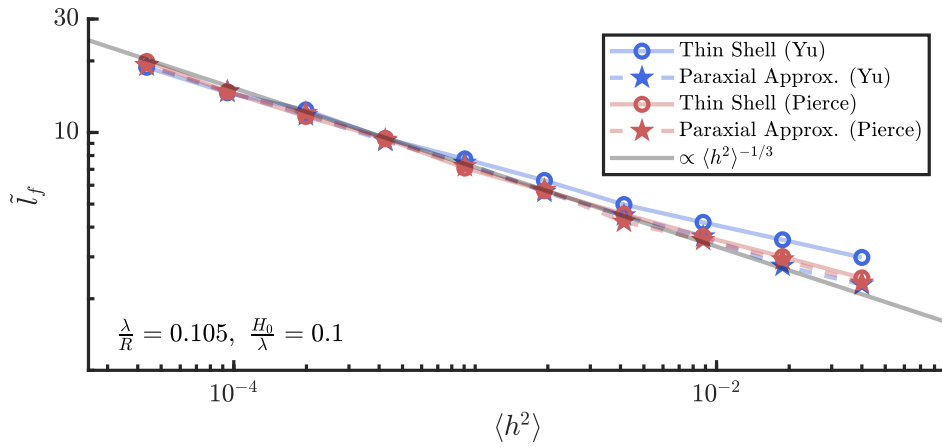 30
10
l̃_f
Thin Shell (Yu)
Paraxial Approx. (Yu)
Thin Shell (Pierce)
Paraxial Approx. (Pierce)
∝ ⟨h²⟩^{-1/3}
λ/R = 0.105, H₀/λ = 0.1
10⁻⁴
10⁻²
⟨h²⟩